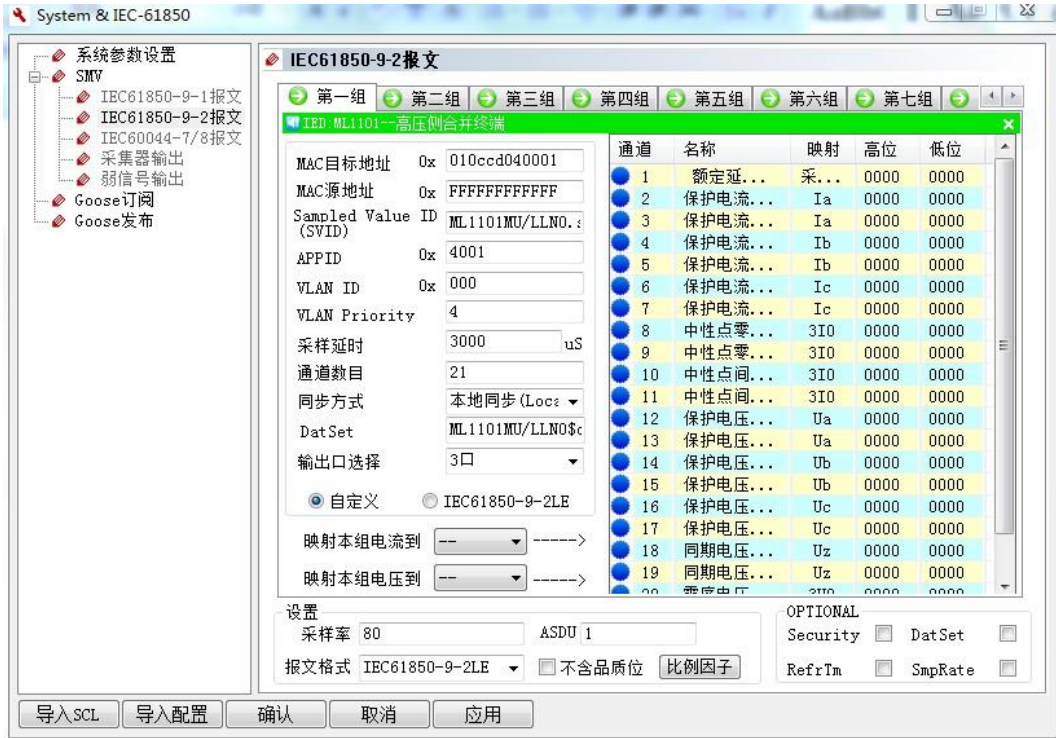 System & IEC-61850
系统参数设置
SMV
IEC61850-9-1报文
IEC61850-9-2报文
IEC60044-7/8报文
采集器输出
弱信号输出
Goose订阅
Goose发布
IEC61850-9-2报文
第一组 第二组 第三组 第四组 第五组 第六组 第七组
IED:ML1101--高压侧合并终端
MAC目标地址 0x 010ccd040001
MAC源地址 0x FFFFFFFFFFFF
Sampled Value ID
(SVID) ML1101MU/LLN0.
APPID 0x 4001
VLAN ID 0x 000
VLAN Priority 4
采样延时 3000 uS
通道数目 21
同步方式 本地同步(Loca
DatSet ML1101MU/LLN0$
输出口选择 3口
自定义 IEC61850-9-2LE
映射本组电流到 -- ----->
映射本组电压到 -- ----->
通道 名称 映射 高位 低位
1 额定延... 采... 0000 0000
2 保护电流... Ia 0000 0000
3 保护电流... Ia 0000 0000
4 保护电流... Ib 0000 0000
5 保护电流... Ib 0000 0000
6 保护电流... Ic 0000 0000
7 保护电流... Ic 0000 0000
8 中性点零... 3I0 0000 0000
9 中性点零... 3I0 0000 0000
10 中性点间... 3I0 0000 0000
11 中性点间... 3I0 0000 0000
12 保护电压... Ua 0000 0000
13 保护电压... Ua 0000 0000
14 保护电压... Ub 0000 0000
15 保护电压... Ub 0000 0000
16 保护电压... Uc 0000 0000
17 保护电压... Uc 0000 0000
18 同期电压... Uz 0000 0000
19 同期电压... Uz 0000 0000
设置
采样率 80 ASDU 1
报文格式 IEC61850-9-2LE 不含品质位 比例因子
OPTIONAL
Security DatSet
RefrTm SmpRate
导入SCL 导入配置 确认 取消 应用